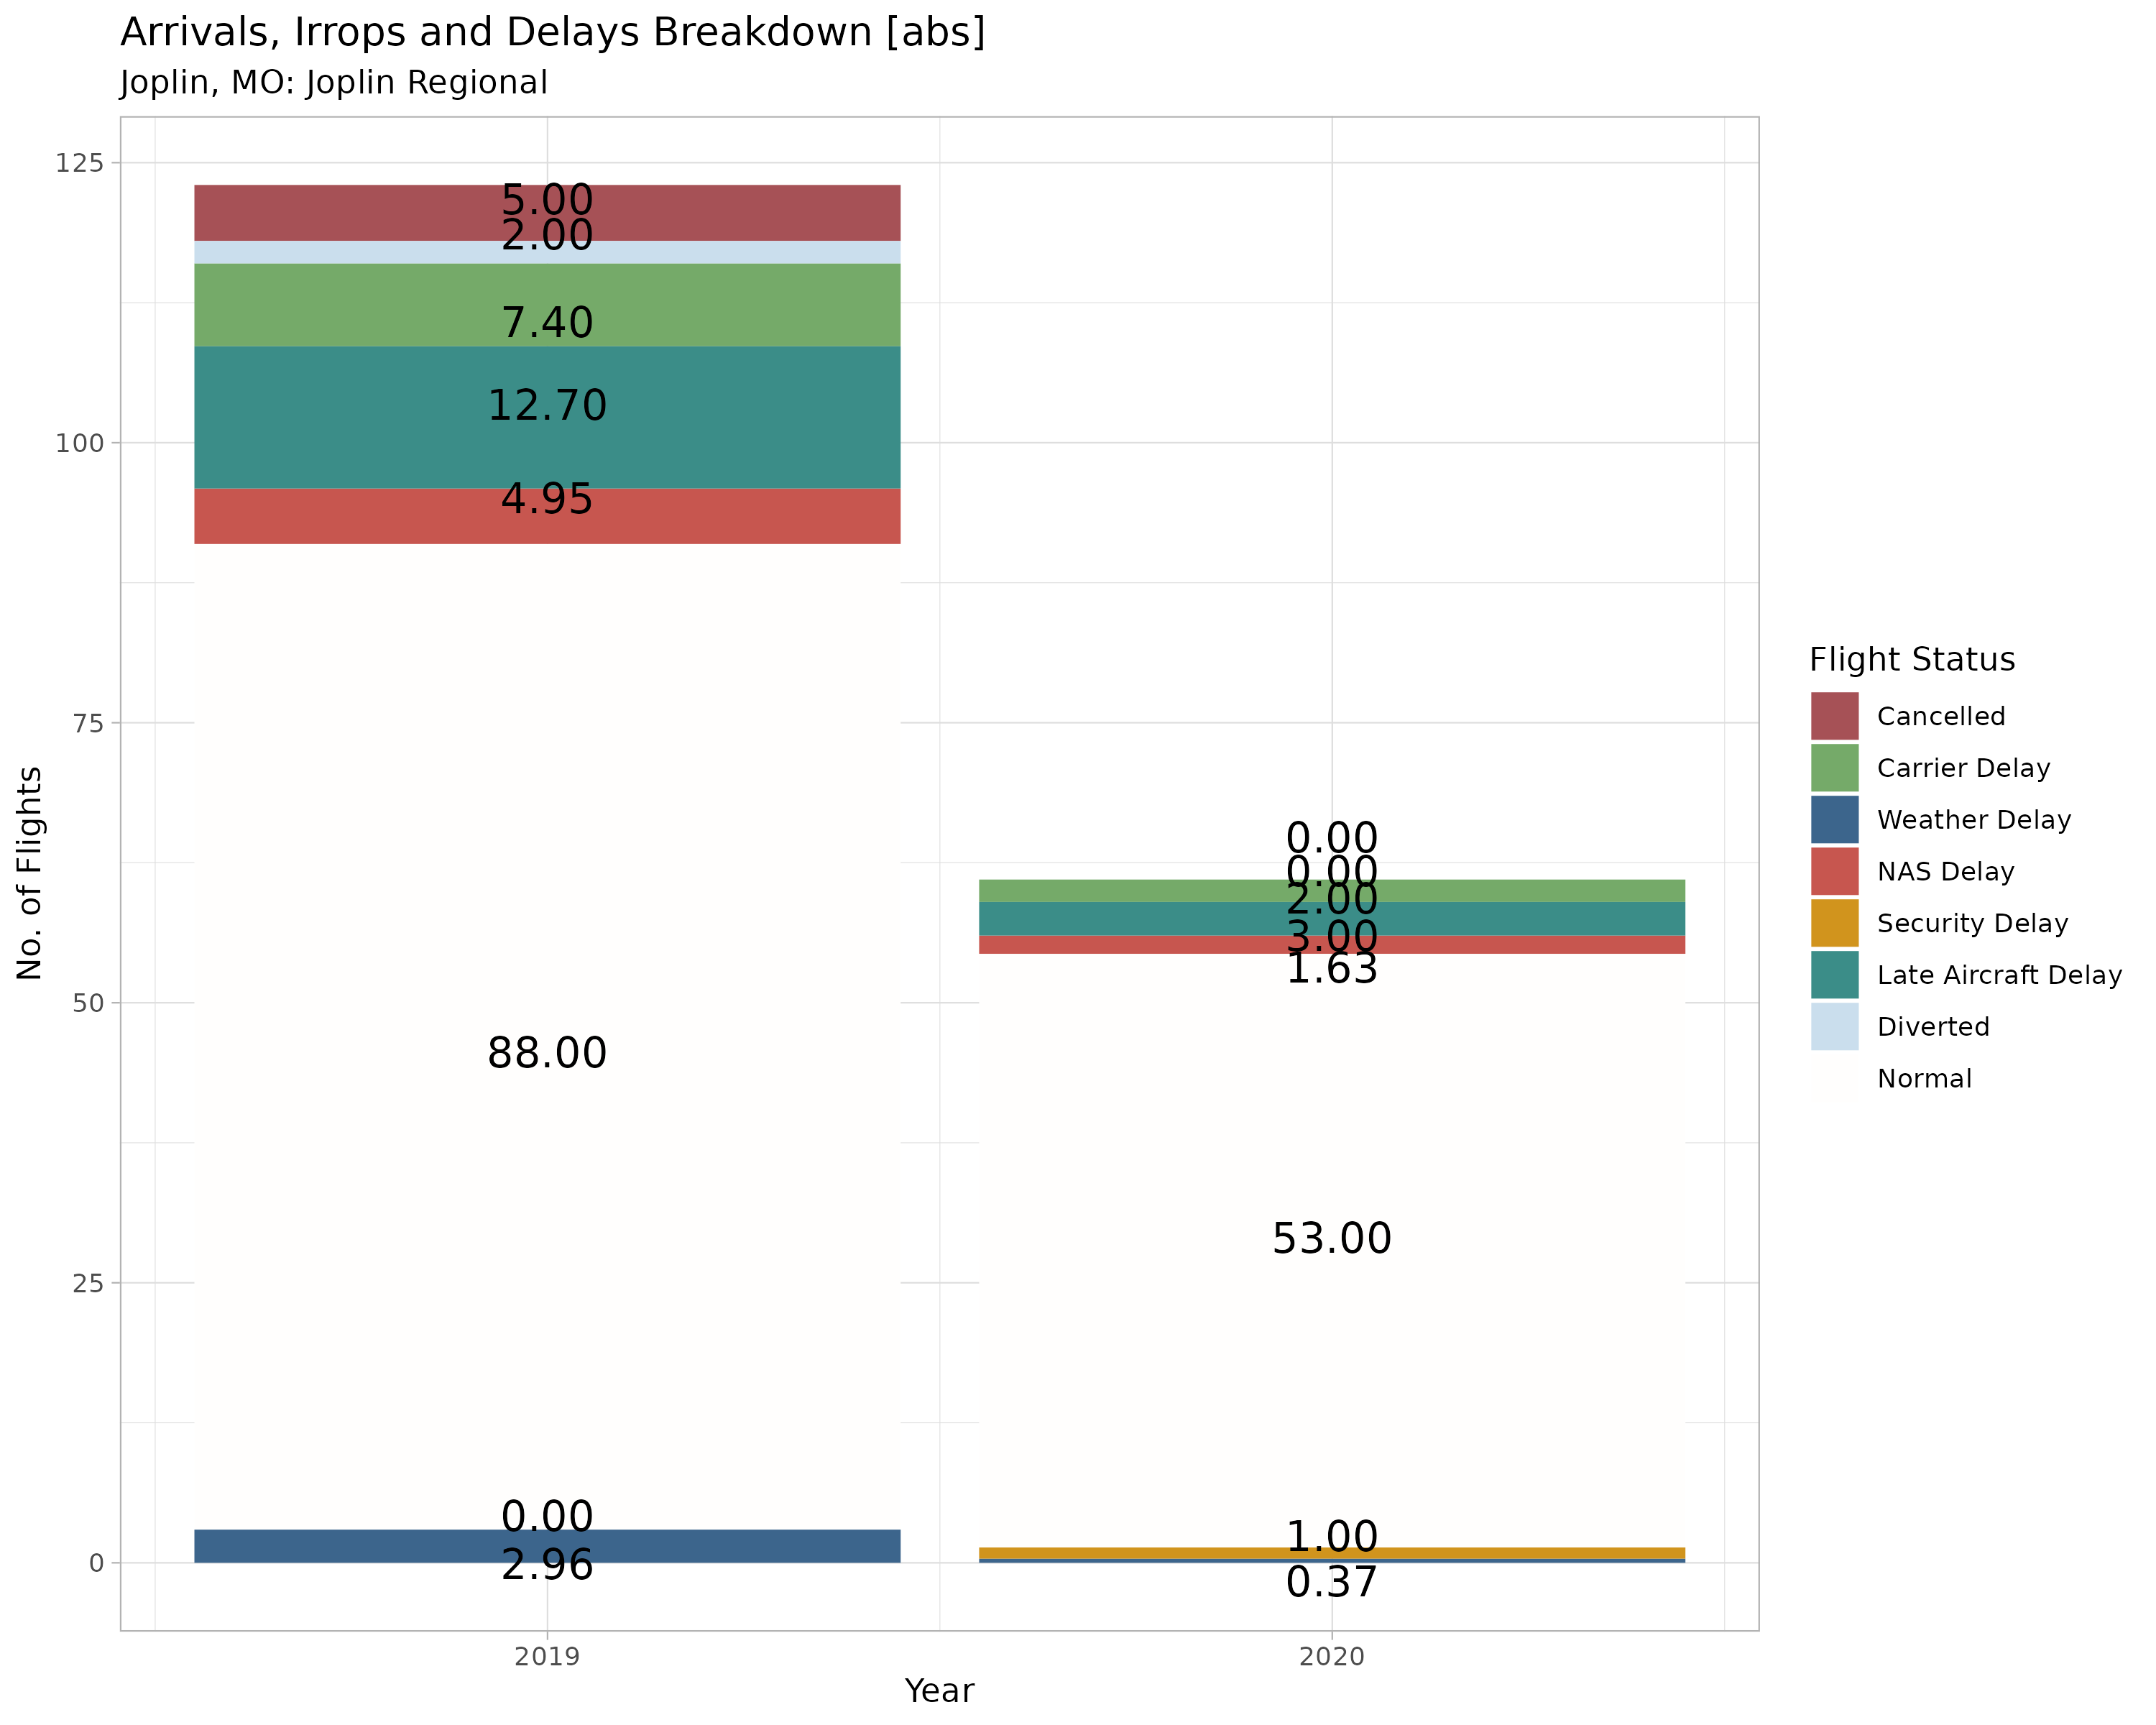 Arrivals, Irrops and Delays Breakdown [abs]
Joplin, MO: Joplin Regional
125
100
75
50
25
0
No. of Flights
5.00
2.00
7.40
12.70
4.95
88.00
0.00
2.96
0.00
0.00
2.00
3.00
1.63
53.00
1.00
0.37
2019
2020
Year
Flight Status
Cancelled
Carrier Delay
Weather Delay
NAS Delay
Security Delay
Late Aircraft Delay
Diverted
Normal